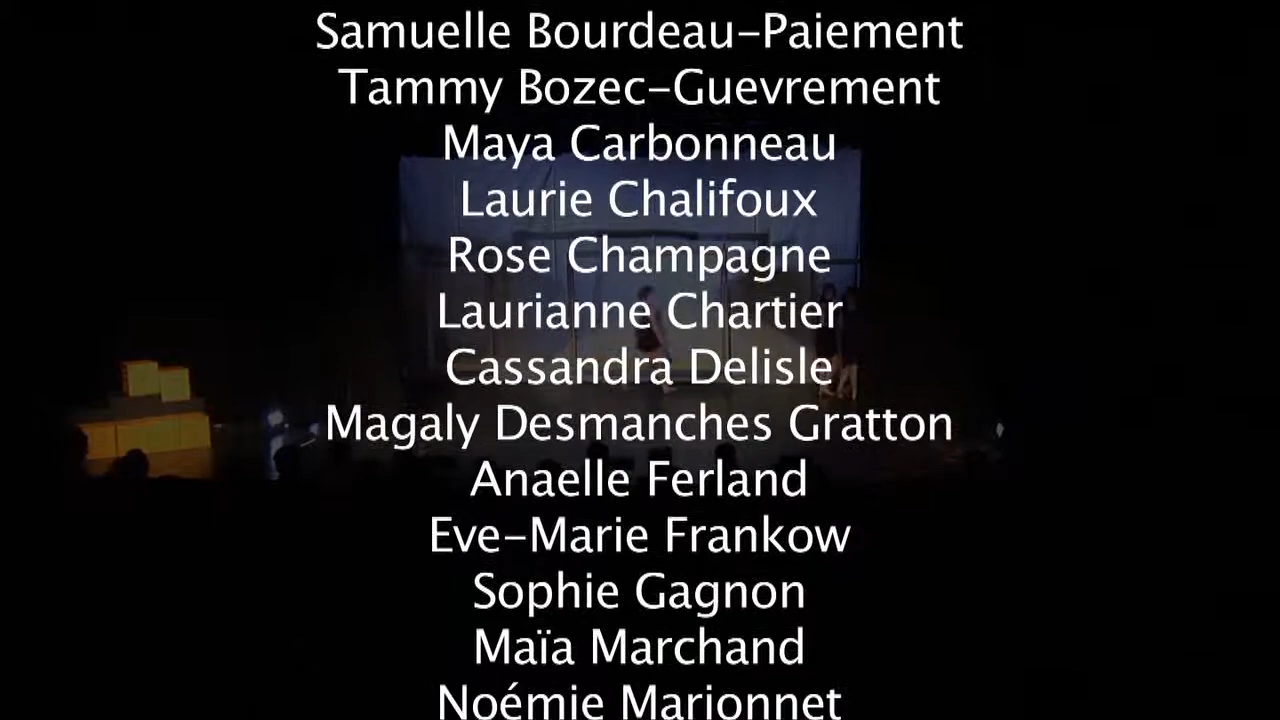 Samuelle Bourdeau-Paiement
Tammy Bozec-Guevrement
Maya Carbonneau
Laurie Chalifoux
Rose Champagne
Laurianne Chartier
Cassandra Delisle
Magaly Desmanches Gratton
Anaelle Ferland
Eve-Marie Frankow
Sophie Gagnon
Maïa Marchand
Noémie Marionnet